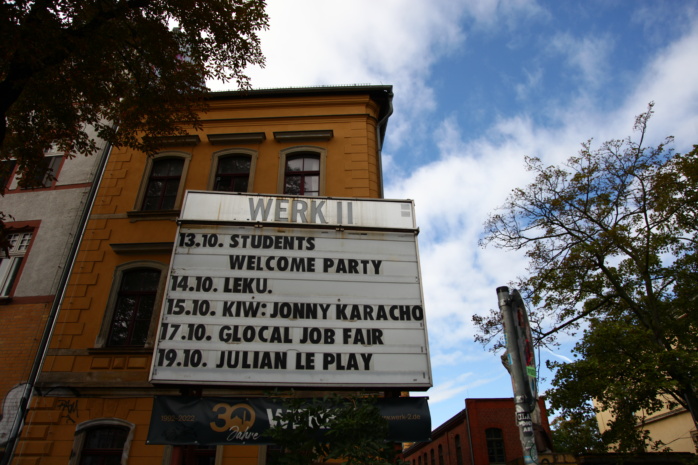 WERK II
13.10. STUDENTS
WELCOME PARTY
14.10. LEKU.
15.10. KIW: JONNY KARACHO
17.10. GLOCAL JOB FAIR
19.10. JULIAN LE PLAY
30
Jahre